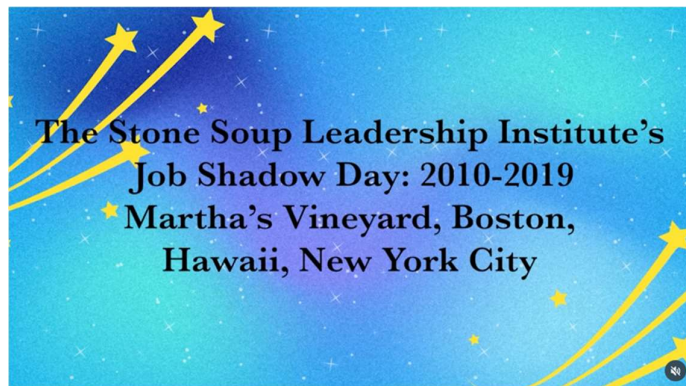 The Stone Soup Leadership Institute’s
Job Shadow Day: 2010-2019
Martha’s Vineyard, Boston,
Hawaii, New York City